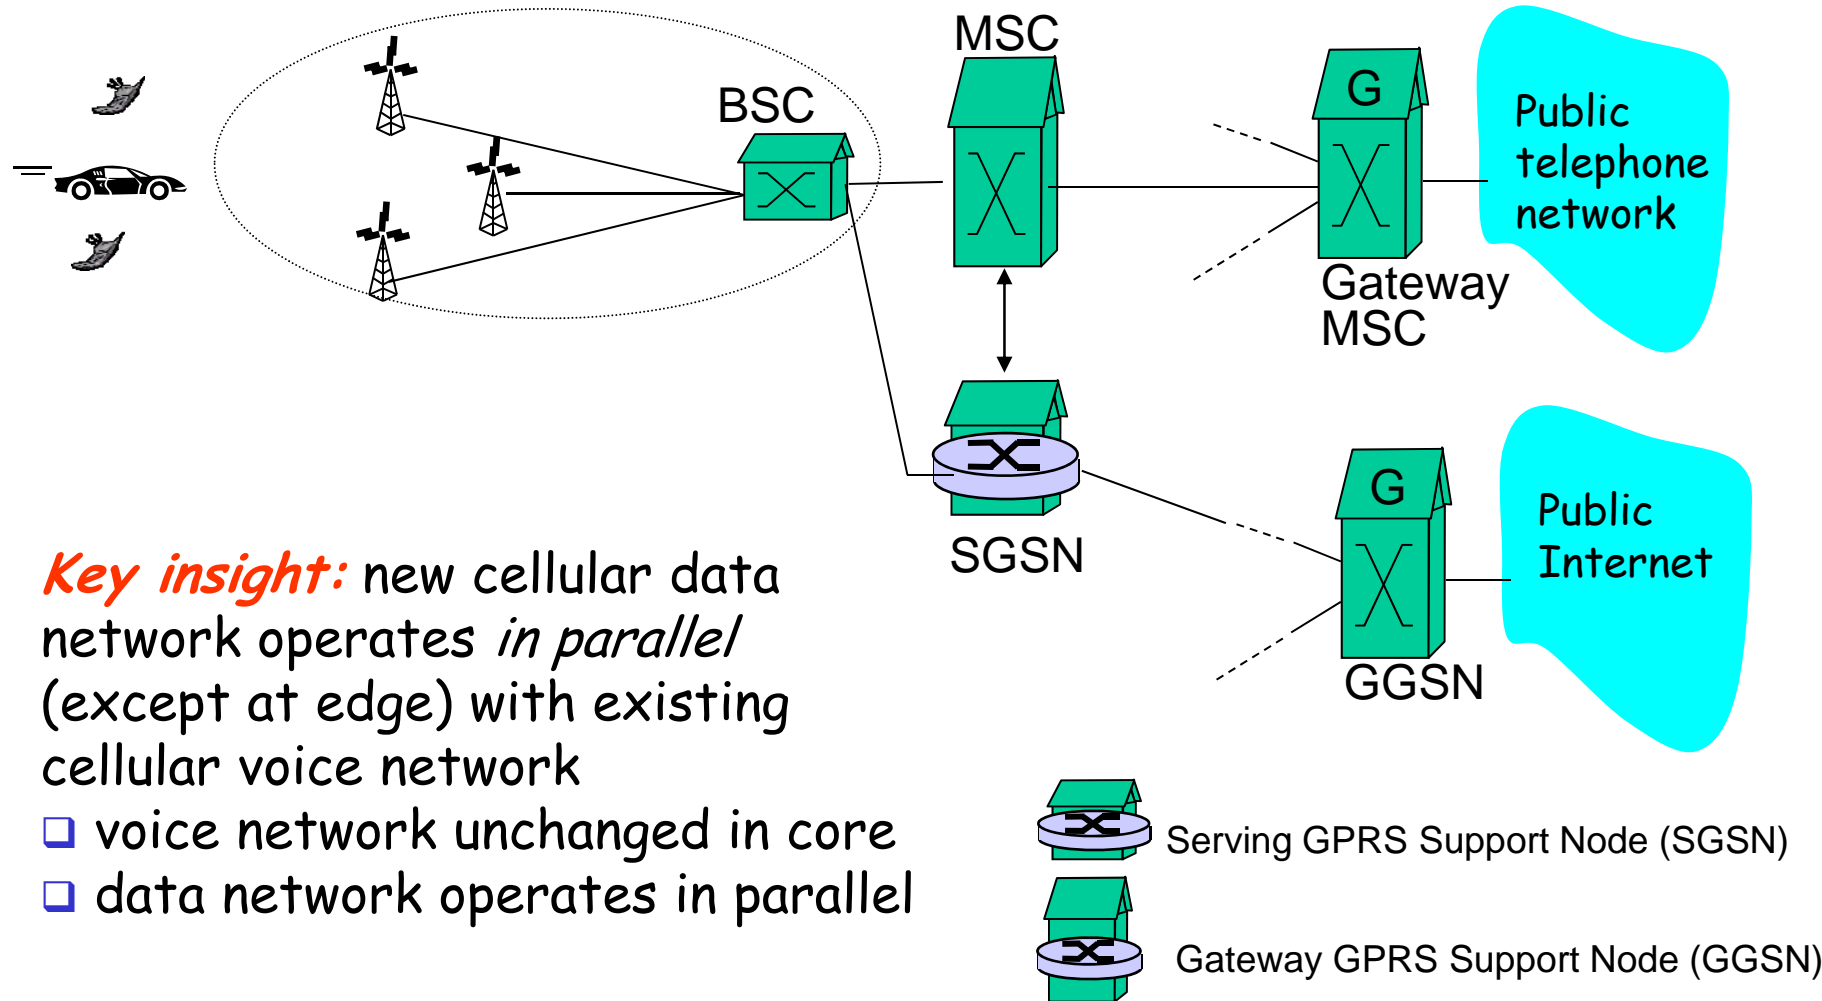 MSC
BSC
G
Public
telephone
network
Gateway
MSC
SGSN
G
Public
Internet
GGSN
Key insight: new cellular data
network operates in parallel
(except at edge) with existing
cellular voice network
❑ voice network unchanged in core
❑ data network operates in parallel
Serving GPRS Support Node (SGSN)
Gateway GPRS Support Node (GGSN)